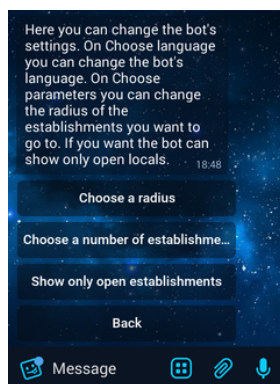 Here you can change the bot's
settings. On Choose language
you can change the bot's
language. On Choose
parameters you can change
the radius of the
establishments you want to
go to. If you want the bot can
show only open locals.
18:48
Choose a radius
Choose a number of establishme...
Show only open establishments
Back
Message